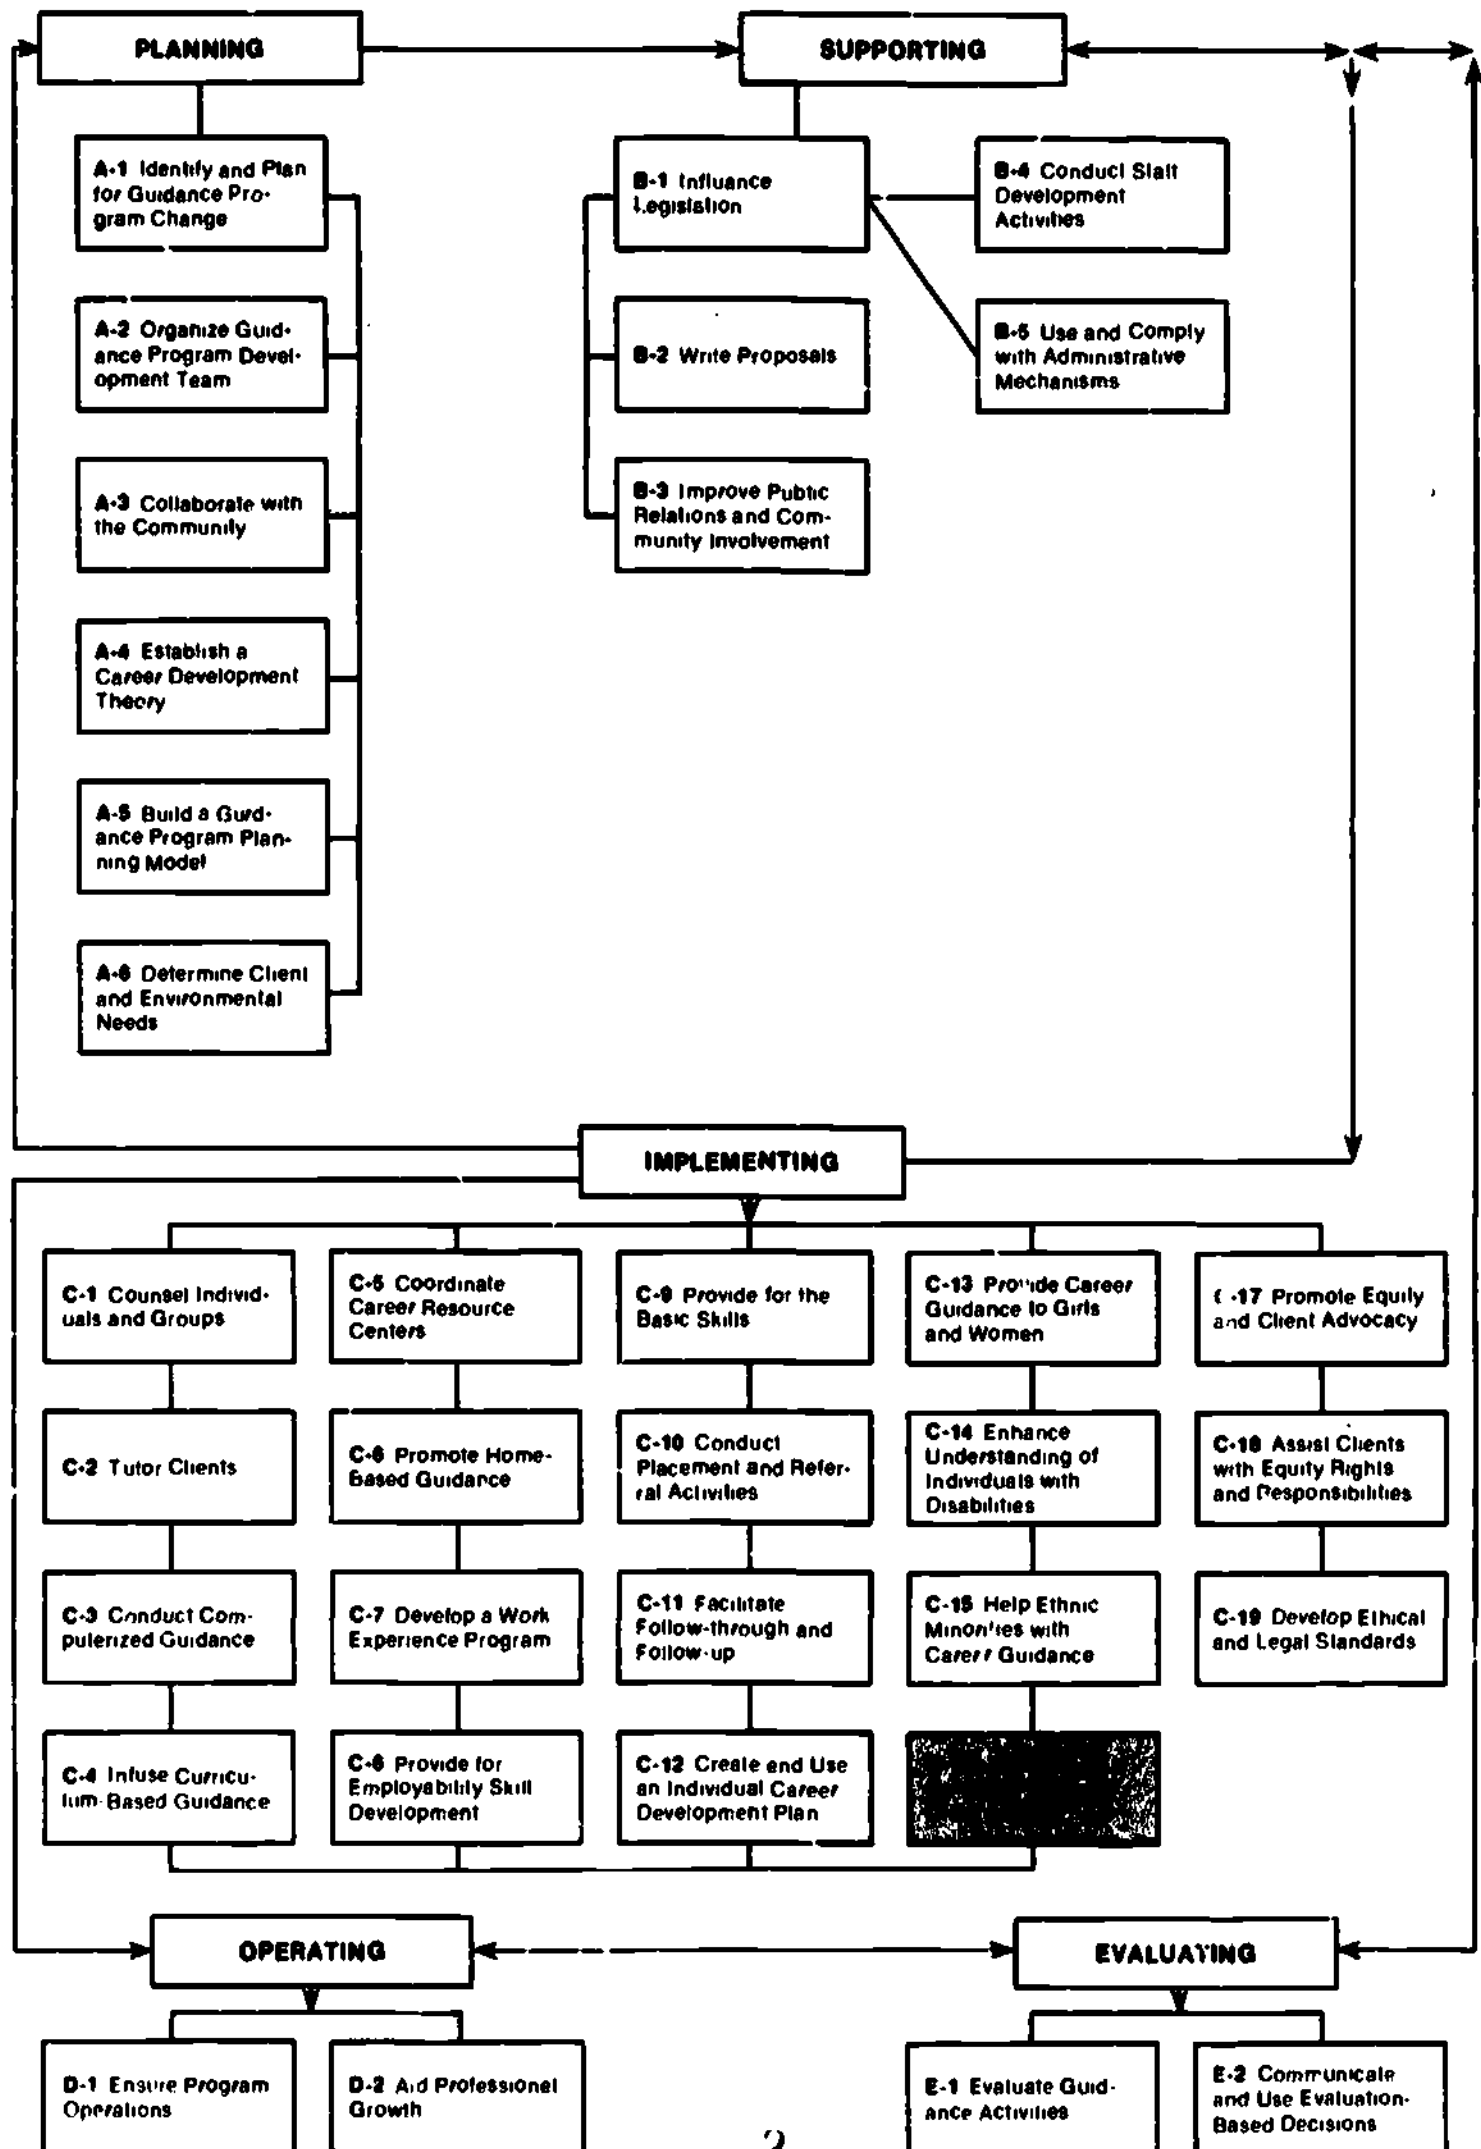 PLANNING
SUPPORTING
A-1 Identify and Plan
for Guidance Pro-
gram Change
A-2 Organize Guid-
ance Program Devel-
opment Team
A-3 Collaborate with
the Community
A-4 Establish a
Career Development
Theory
A-5 Build a Guid-
ance Program Plan-
ning Model
A-6 Determine Client
and Environmental
Needs
B-1 Influence
Legislation
B-2 Write Proposals
B-3 Improve Public
Relations and Com-
munity Involvement
B-4 Conduct Staff
Development
Activities
B-5 Use and Comply
with Administrative
Mechanisms
IMPLEMENTING
C-1 Counsel Individ-
uals and Groups
C-2 Tutor Clients
C-3 Conduct Com-
puterized Guidance
C-4 Infuse Curricu-
lum-Based Guidance
C-5 Coordinate
Career Resource
Centers
C-6 Promote Home-
Based Guidance
C-7 Develop a Work
Experience Program
C-8 Provide for
Employability Skill
Development
C-9 Provide for the
Basic Skills
C-10 Conduct
Placement and Refer-
ral Activities
C-11 Facilitate
Follow-through and
Follow-up
C-12 Create and Use
an Individual Career
Development Plan
C-13 Provide Career
Guidance to Girls
and Women
C-14 Enhance
Understanding of
Individuals with
Disabilities
C-15 Help Ethnic
Minorities with
Career Guidance
C-17 Promote Equity
and Client Advocacy
C-18 Assist Clients
with Equity Rights
and Responsibilities
C-19 Develop Ethical
and Legal Standards
OPERATING
EVALUATING
D-1 Ensure Program
Operations
D-2 Aid Professional
Growth
E-1 Evaluate Guid-
ance Activities
E-2 Communicate
and Use Evaluation-
Based Decisions